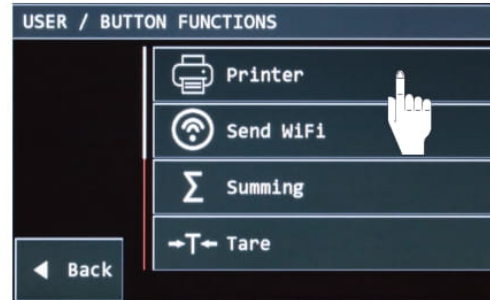 USER / BUTTON FUNCTIONS
Printer
Send WiFi
Σ Summing
→T← Tare
◀ Back